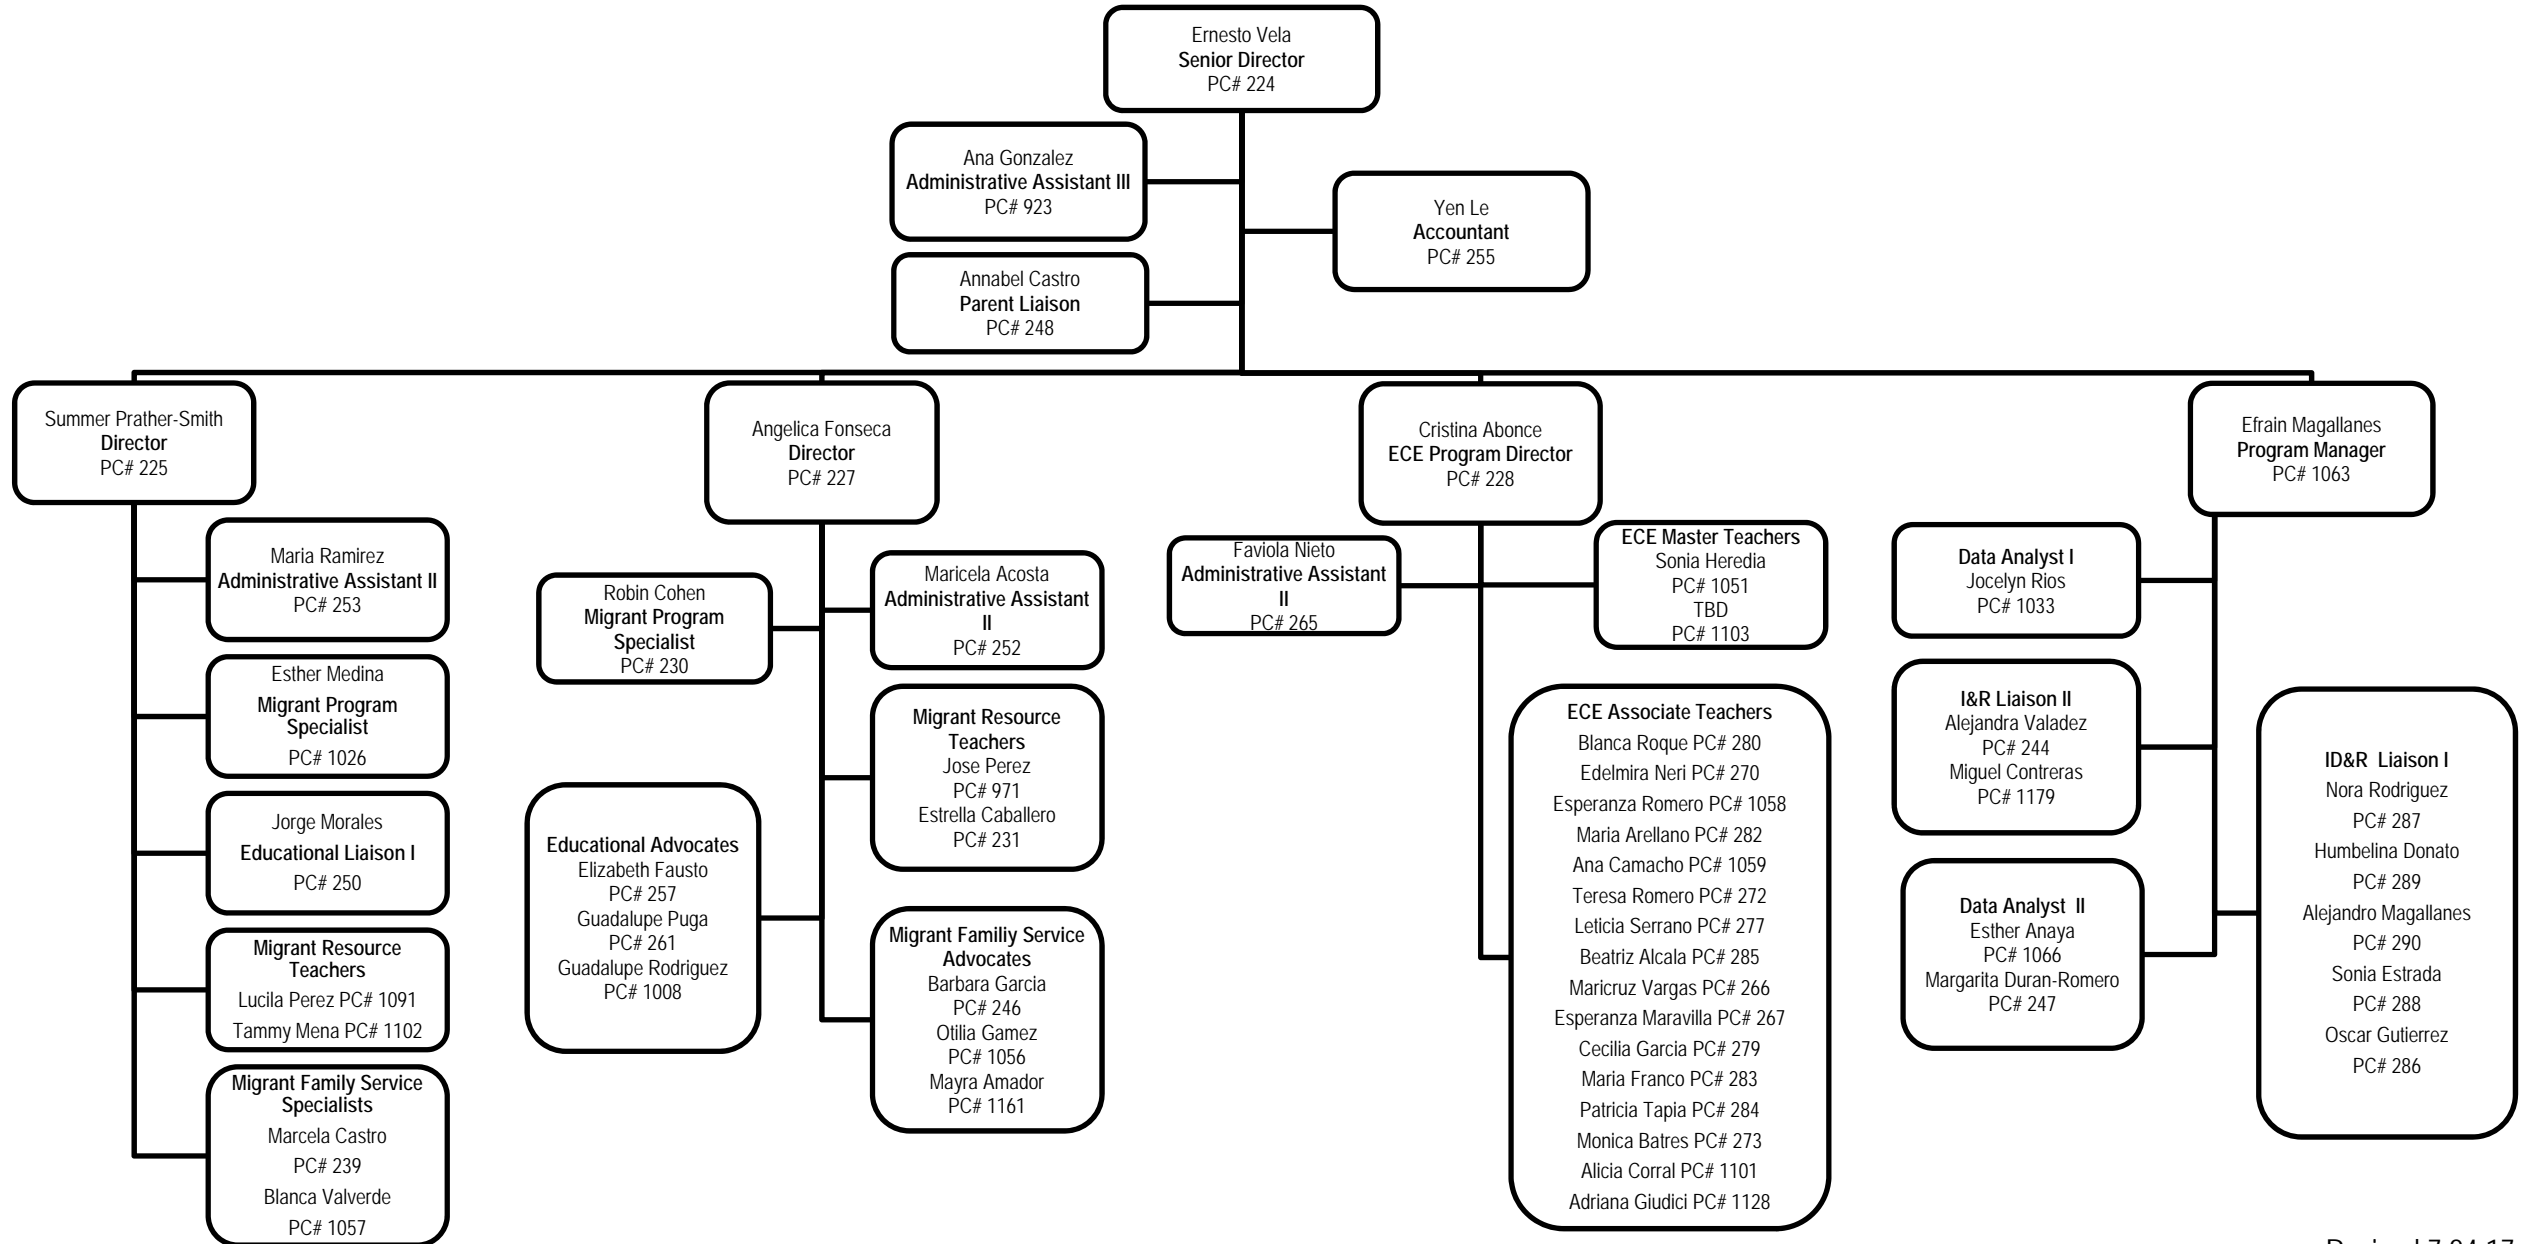 Ernesto Vela
Senior Director
PC# 224
Ana Gonzalez
Administrative Assistant III
PC# 923
Yen Le
Accountant
PC# 255
Annabel Castro
Parent Liaison
PC# 248
Summer Prather-Smith
Director
PC# 225
Maria Ramirez
Administrative Assistant II
PC# 253
Esther Medina
Migrant Program
Specialist
PC# 1026
Jorge Morales
Educational Liaison I
PC# 250
Migrant Resource
Teachers
Lucila Perez PC# 1091
Tammy Mena PC# 1102
Migrant Family Service
Specialists
Marcela Castro
PC# 239
Blanca Valverde
PC# 1057
Angelica Fonseca
Director
PC# 227
Robin Cohen
Migrant Program
Specialist
PC# 230
Maricela Acosta
Administrative Assistant
II
PC# 252
Migrant Resource
Teachers
Jose Perez
PC# 971
Estrella Caballero
PC# 231
Educational Advocates
Elizabeth Fausto
PC# 257
Guadalupe Puga
PC# 261
Guadalupe Rodriguez
PC# 1008
Migrant Familiy Service
Advocates
Barbara Garcia
PC# 246
Otilia Gamez
PC# 1056
Mayra Amador
PC# 1161
Cristina Abonce
ECE Program Director
PC# 228
Faviola Nieto
Administrative Assistant
II
PC# 265
ECE Master Teachers
Sonia Heredia
PC# 1051
TBD
PC# 1103
ECE Associate Teachers
Blanca Roque PC# 280
Edelmira Neri PC# 270
Esperanza Romero PC# 1058
Maria Arellano PC# 282
Ana Camacho PC# 1059
Teresa Romero PC# 272
Leticia Serrano PC# 277
Beatriz Alcala PC# 285
Maricruz Vargas PC# 266
Esperanza Maravilla PC# 267
Cecilia Garcia PC# 279
Maria Franco PC# 283
Patricia Tapia PC# 284
Monica Batres PC# 273
Alicia Corral PC# 1101
Adriana Giudici PC# 1128
Efrain Magallanes
Program Manager
PC# 1063
Data Analyst I
Jocelyn Rios
PC# 1033
I&R Liaison II
Alejandra Valadez
PC# 244
Miguel Contreras
PC# 1179
Data Analyst II
Esther Anaya
PC# 1066
Margarita Duran-Romero
PC# 247
ID&R Liaison I
Nora Rodriguez
PC# 287
Humbelina Donato
PC# 289
Alejandro Magallanes
PC# 290
Sonia Estrada
PC# 288
Oscar Gutierrez
PC# 286